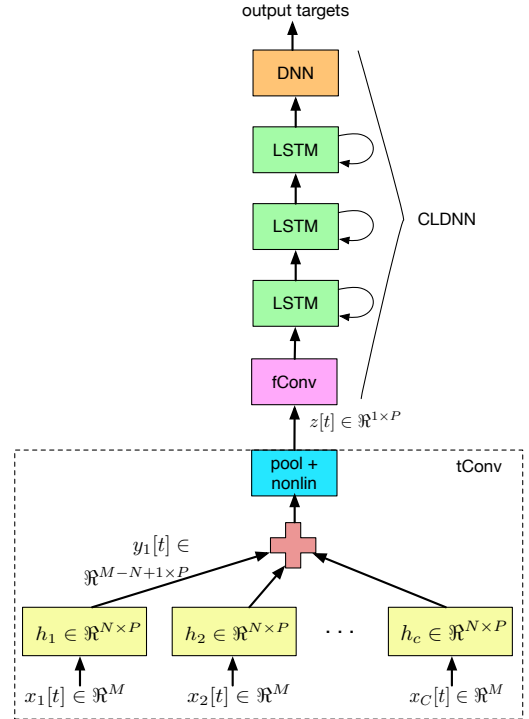 output targets
DNN
LSTM
LSTM
CLDNN
LSTM
fConv
z[t] ∈ ℜ^{1×P}
pool +
nonlin
tConv
y_1[t] ∈
ℜ^{M−N+1×P}
h_1 ∈ ℜ^{N×P}
h_2 ∈ ℜ^{N×P}
. . .
h_c ∈ ℜ^{N×P}
x_1[t] ∈ ℜ^M
x_2[t] ∈ ℜ^M
x_C[t] ∈ ℜ^M